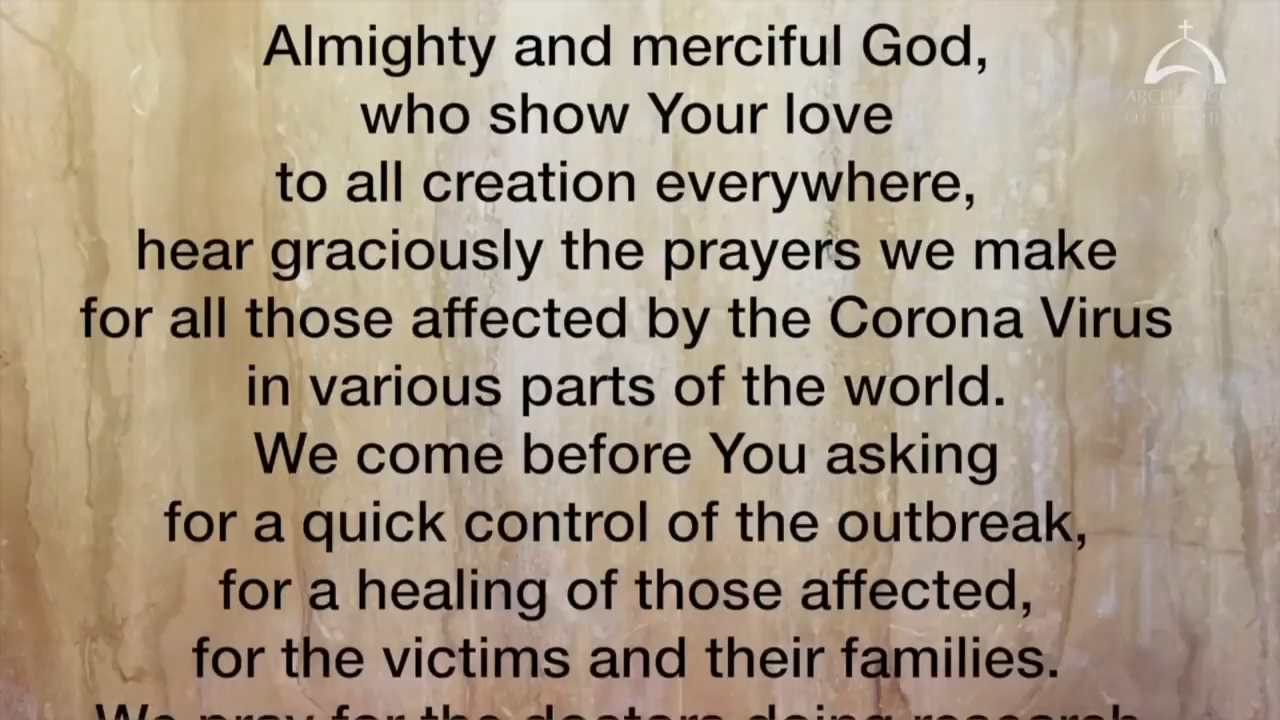 Almighty and merciful God,
who show Your love
to all creation everywhere,
hear graciously the prayers we make
for all those affected by the Corona Virus
in various parts of the world.
We come before You asking
for a quick control of the outbreak,
for a healing of those affected,
for the victims and their families.
We pray for the doctors doing research